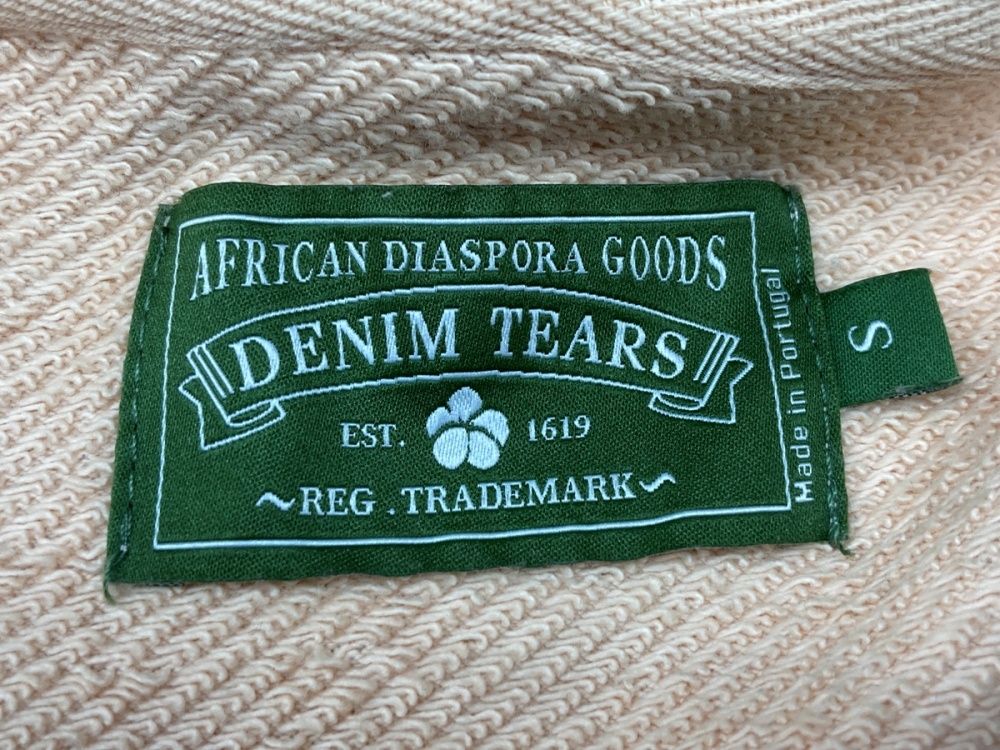 AFRICAN DIASPORA GOODS
DENIM TEARS
EST. 1619
~REG . TRADEMARK~
Made in Portugal
S